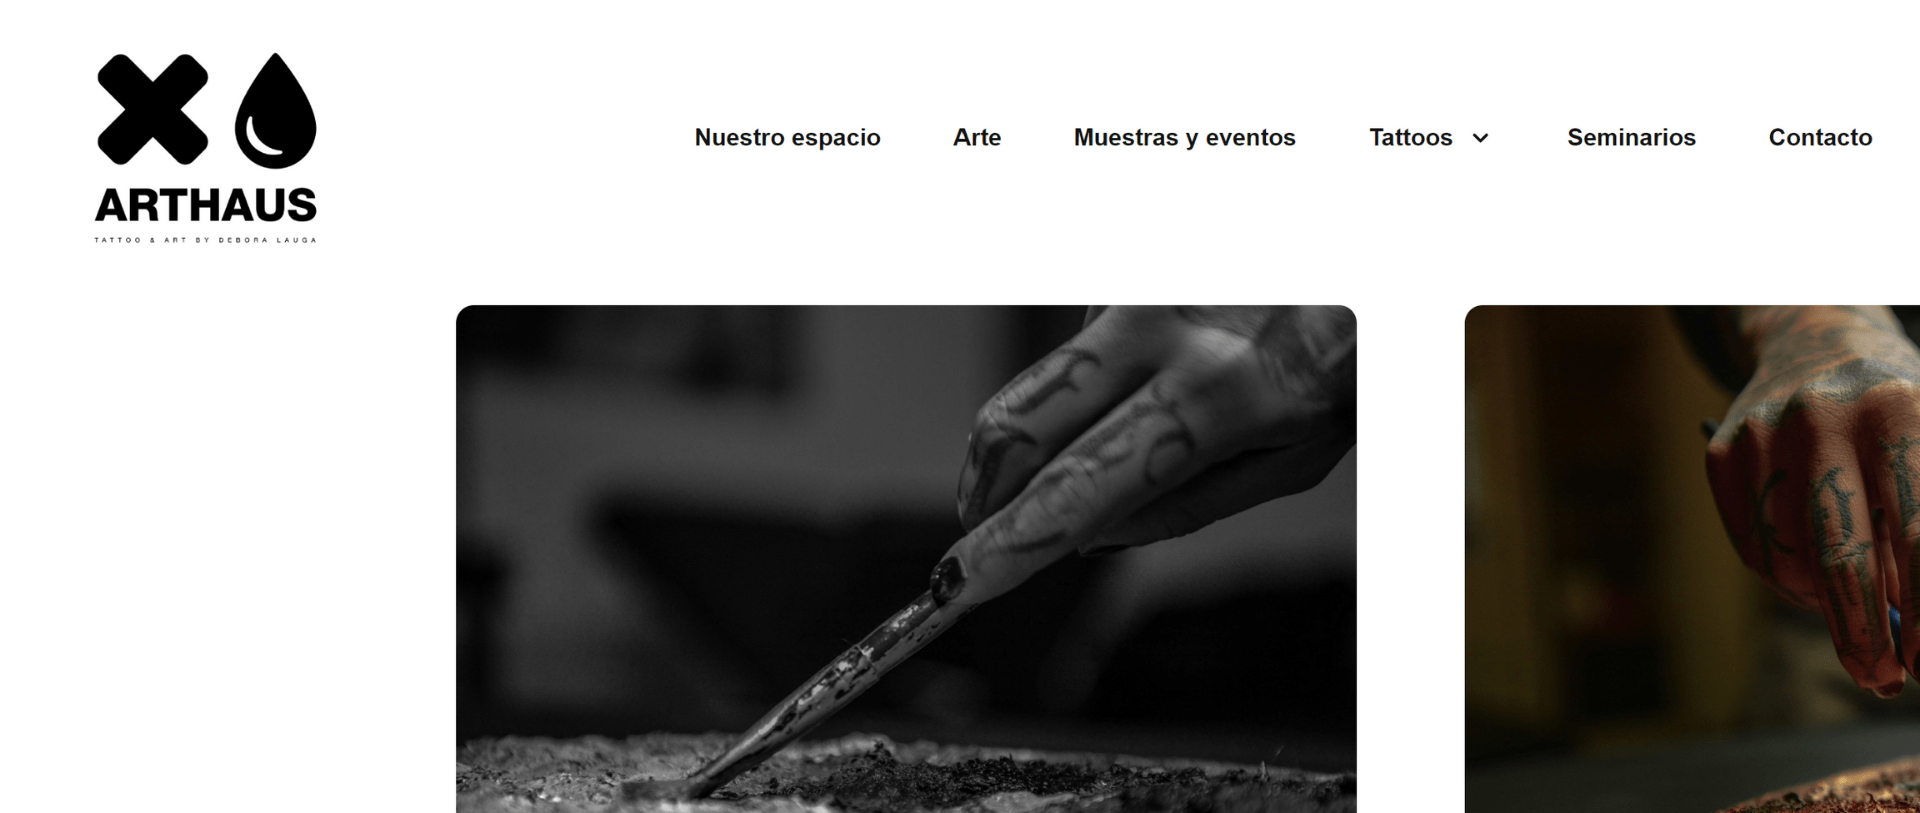 ARTHAUS
TATTOO & ART BY DEBORA LAUGA
Nuestro espacio Arte Muestras y eventos Tattoos Seminarios Contacto